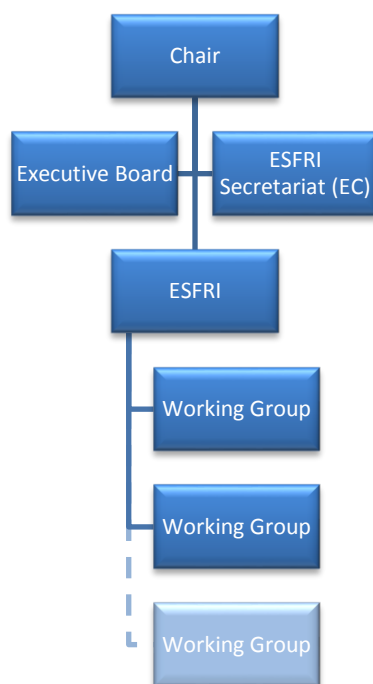 Chair
Executive Board
ESFRI
Secretariat (EC)
ESFRI
Working Group
Working Group
Working Group